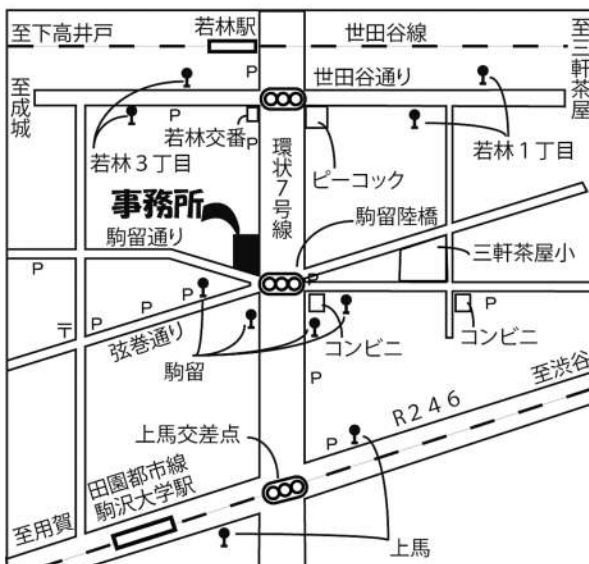 若林駅
至下高井戸
世田谷線
至三軒茶屋
P
世田谷通り
至成城
P
若林交番
P
若林3丁目
環状7号線
ピーコック
若林1丁目
事務所
駒留通り
駒留陸橋
三軒茶屋小
P
P
〒
P
P
P
弦巻通り
駒留
コンビニ
P
コンビニ
P
至渋谷
R246
P
上馬交差点
田園都市線
駒沢大学駅
至用賀
上馬